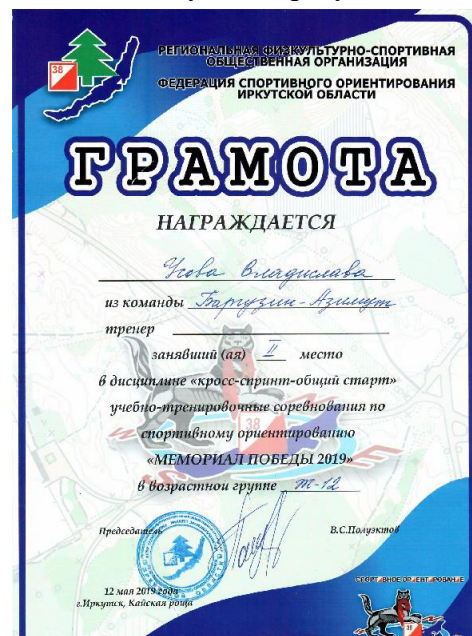 38
РЕГИОНАЛЬНАЯ ФИЗКУЛЬТУРНО-СПОРТИВНАЯ
ОБЩЕСТВЕННАЯ ОРГАНИЗАЦИЯ
ФЕДЕРАЦИЯ СПОРТИВНОГО ОРИЕНТИРОВАНИЯ
ИРКУТСКОЙ ОБЛАСТИ
ГРАМОТА
НАГРАЖДАЕТСЯ
Усова Владислава
из команды Баргузин-Азимут
тренер
занявший (ая) II место
в дисциплине «кросс-спринт-общий старт»
учебно-тренировочные соревнования по
спортивному ориентированию
38
«МЕМОРИАЛ ПОБЕДЫ 2019»
в возрастной группе Ж-12
Председатель В.С.Полуэктов
12 мая 2019 года
г.Иркутск, Кайская роща
СПОРТИВНОЕ ОРИЕНТИРОВАНИЕ
38